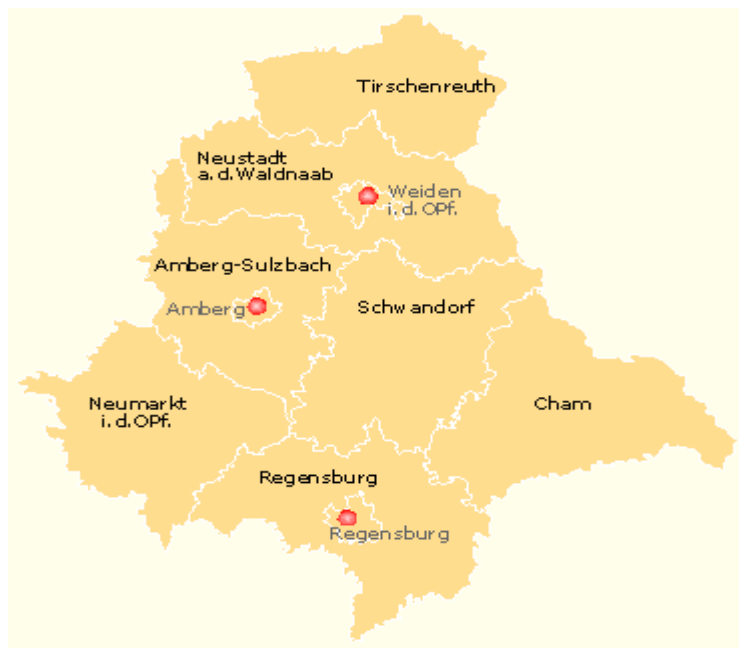 Tirschenreuth
Neustadt
a.d.Waldnaab
Weiden
i.d.OPf.
Amberg-Sulzbach
Amberg
Schwandorf
Neumarkt
i.d.OPf.
Cham
Regensburg
Regensburg